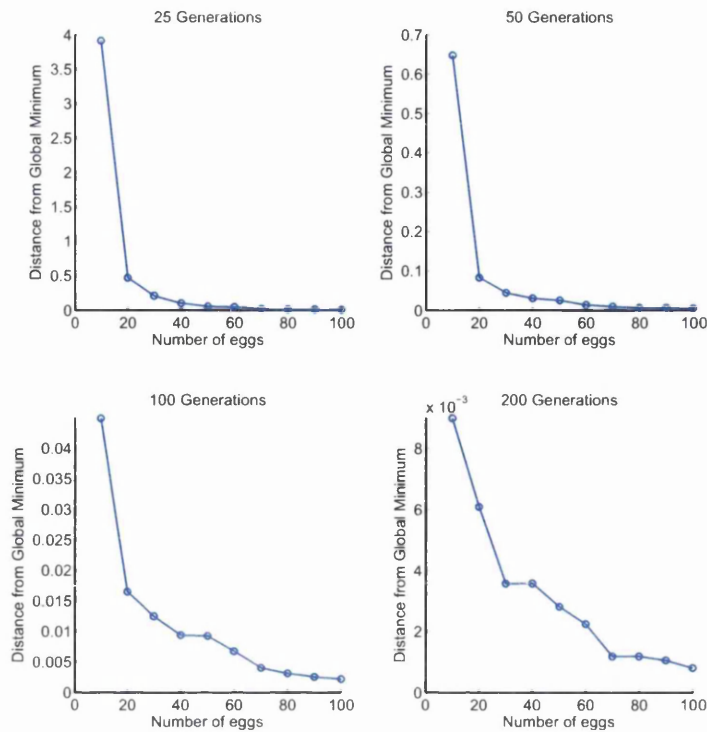 25 Generations
Distance from Global Minimum
4
3.5
3
2.5
2
1.5
1
0.5
0
0 20 40 60 80 100
Number of eggs
50 Generations
Distance from Global Minimum
0.7
0.6
0.5
0.4
0.3
0.2
0.1
0
0 20 40 60 80 100
Number of eggs
100 Generations
Distance from Global Minimum
0.04
0.035
0.03
0.025
0.02
0.015
0.01
0.005
0
0 20 40 60 80 100
Number of eggs
x 10⁻³ 200 Generations
Distance from Global Minimum
8
6
4
2
0
0 20 40 60 80 100
Number of eggs